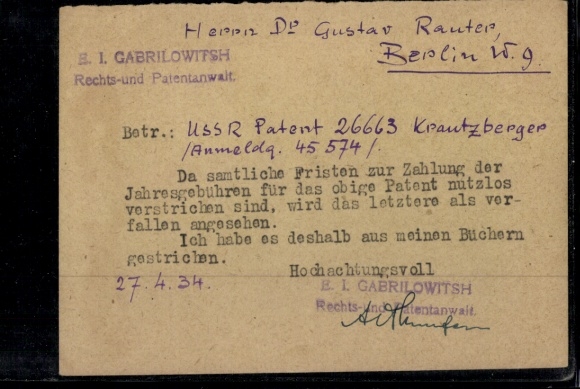 Herrn Dr Gustav Rauter,
Berlin W. 9.
E. I. GABRILOWITSH
Rechts-und Patentanwalt.
Betr.: USSR Patent 26663 Krautzberger
/Anmeldg. 45 574/.
Da samtliche Fristen zur Zahlung der
Jahresgebühren für das obige Patent nutzlos
verstrichen sind, wird das letztere als ver-
fallen angesehen.
Ich habe es deshalb aus meinen Büchern
gestrichen.
Hochachtungsvoll
27.4.34.
E. I. GABRILOWITSH
Rechts-und Patentanwalt.